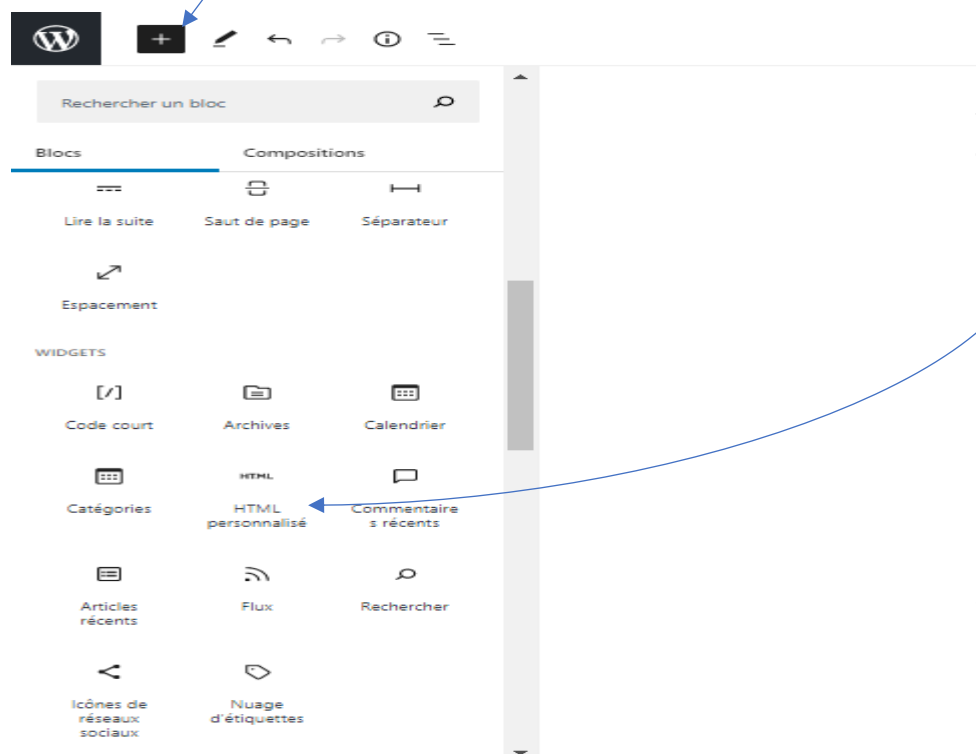 Rechercher un bloc
Blocs Compositions
Lire la suite Saut de page Séparateur
Espacement
WIDGETS
[/]
Code court Archives Calendrier
HTML
Catégories HTML personnalisé Commentaire s récents
Articles récents Flux Rechercher
Icônes de réseaux sociaux Nuage d'étiquettes